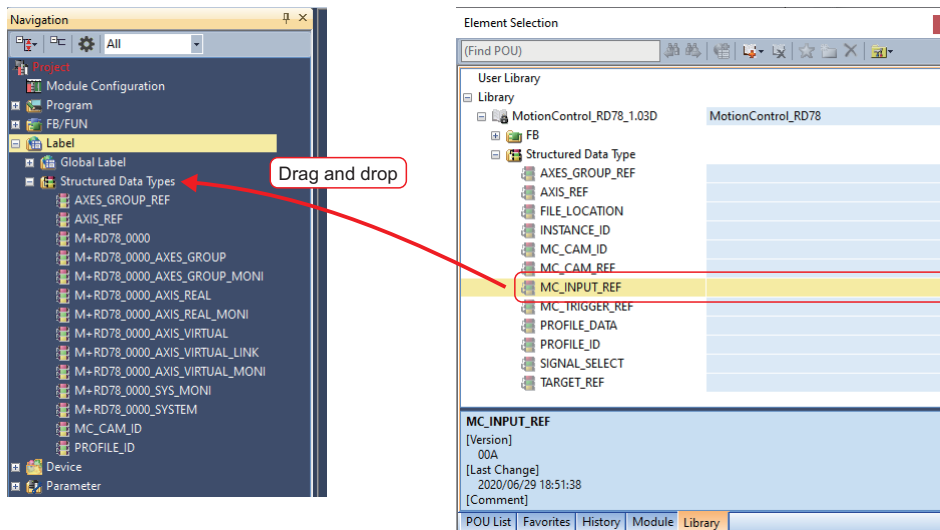 Navigation
All
Project
Module Configuration
Program
FB/FUN
Label
Global Label
Structured Data Types
AXES_GROUP_REF
AXIS_REF
M+RD78_0000
M+RD78_0000_AXES_GROUP
M+RD78_0000_AXES_GROUP_MONI
M+RD78_0000_AXIS_REAL
M+RD78_0000_AXIS_REAL_MONI
M+RD78_0000_AXIS_VIRTUAL
M+RD78_0000_AXIS_VIRTUAL_LINK
M+RD78_0000_AXIS_VIRTUAL_MONI
M+RD78_0000_SYS_MONI
M+RD78_0000_SYSTEM
MC_CAM_ID
PROFILE_ID
Device
Parameter
Drag and drop
Element Selection
(Find POU)
User Library
Library
MotionControl_RD78_1.03D MotionControl_RD78
FB
Structured Data Type
AXES_GROUP_REF
AXIS_REF
FILE_LOCATION
INSTANCE_ID
MC_CAM_ID
MC_CAM_REF
MC_INPUT_REF
MC_TRIGGER_REF
PROFILE_DATA
PROFILE_ID
SIGNAL_SELECT
TARGET_REF
MC_INPUT_REF
[Version]
00A
[Last Change]
2020/06/29 18:51:38
[Comment]
POU List Favorites History Module Library